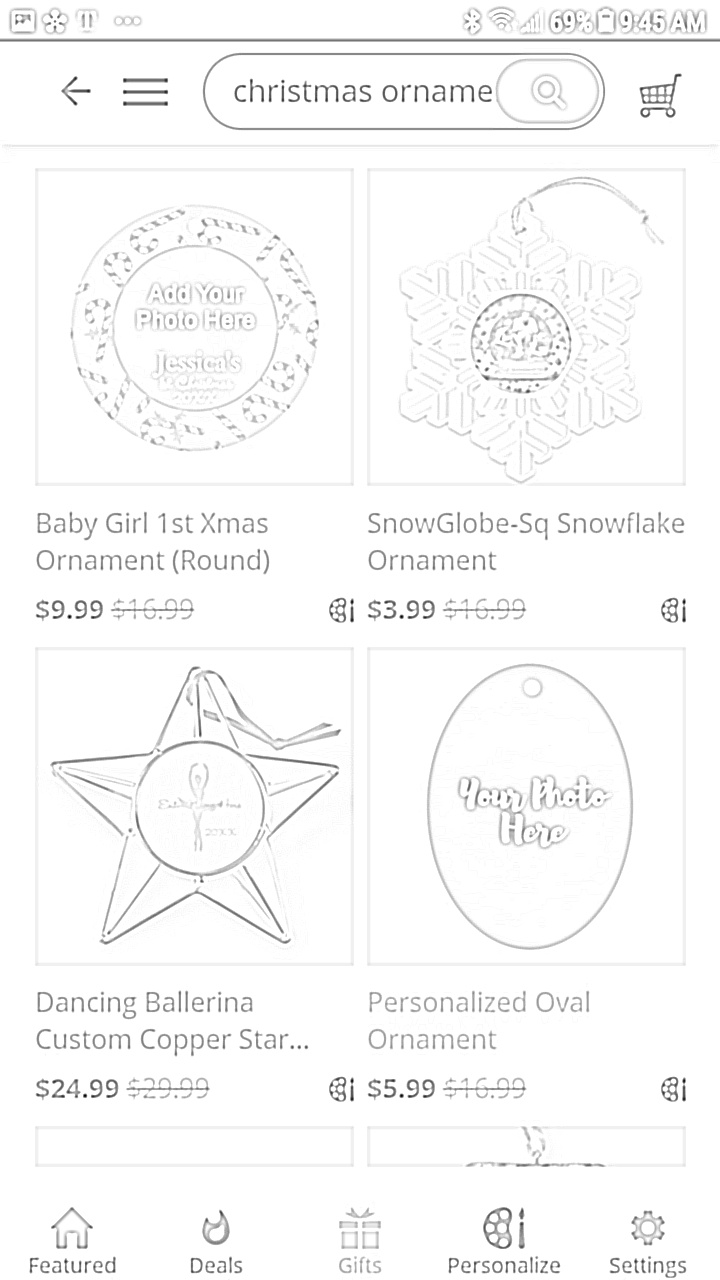 69% 9:45 AM
christmas orname
Add Your
Photo Here
Jessica's
1st Christmas
20XX
Baby Girl 1st Xmas
Ornament (Round)
$9.99 $16.99
SnowGlobe-Sq Snowflake
Ornament
$3.99 $16.99
20XX
Your Photo
Here
Dancing Ballerina
Custom Copper Star...
$24.99 $29.99
Personalized Oval
Ornament
$5.99 $16.99
Featured
Deals
Gifts
Personalize
Settings